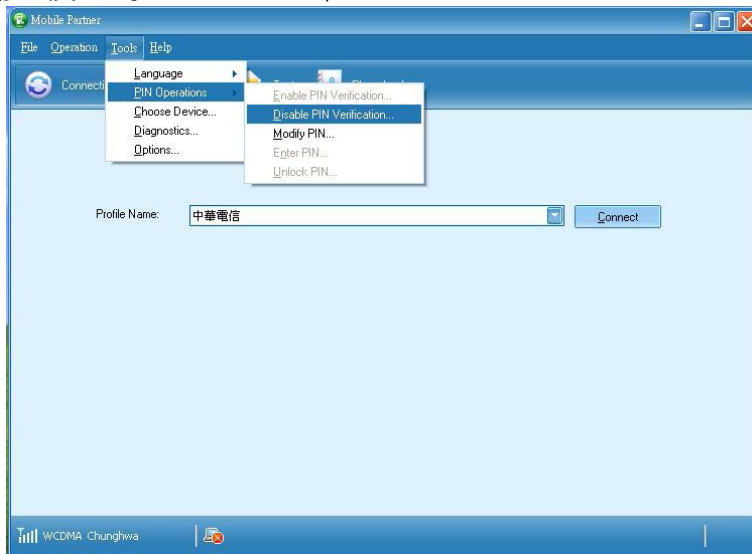 Mobile Partner
File Operation Tools Help
Language
PIN Operations
Choose Device...
Diagnostics...
Options...
Enable PIN Verification...
Disable PIN Verification...
Modify PIN...
Enter PIN...
Unlock PIN...
Profile Name: 中華電信 Connect
WCDMA Chunghwa